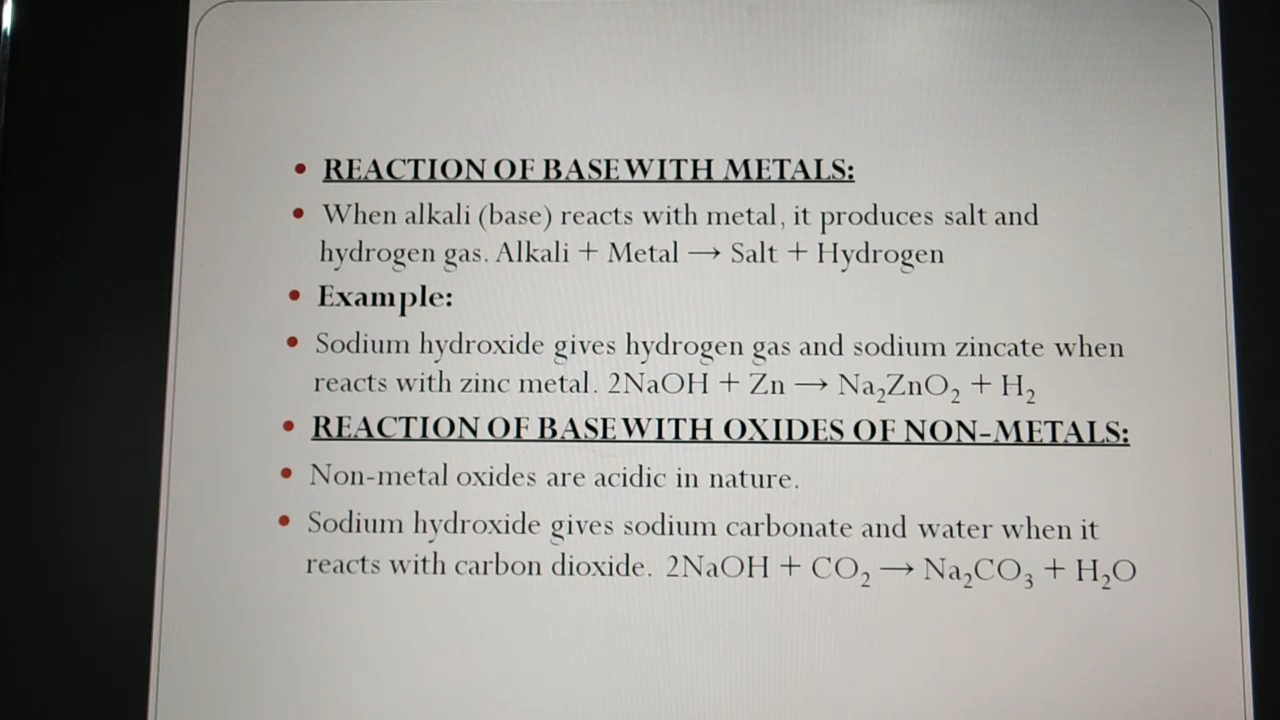 • REACTION OF BASE WITH METALS:
• When alkali (base) reacts with metal, it produces salt and
hydrogen gas. Alkali + Metal → Salt + Hydrogen
• Example:
• Sodium hydroxide gives hydrogen gas and sodium zincate when
reacts with zinc metal. 2NaOH + Zn → Na₂ZnO₂ + H₂
• REACTION OF BASE WITH OXIDES OF NON-METALS:
• Non-metal oxides are acidic in nature.
• Sodium hydroxide gives sodium carbonate and water when it
reacts with carbon dioxide. 2NaOH + CO₂ → Na₂CO₃ + H₂O